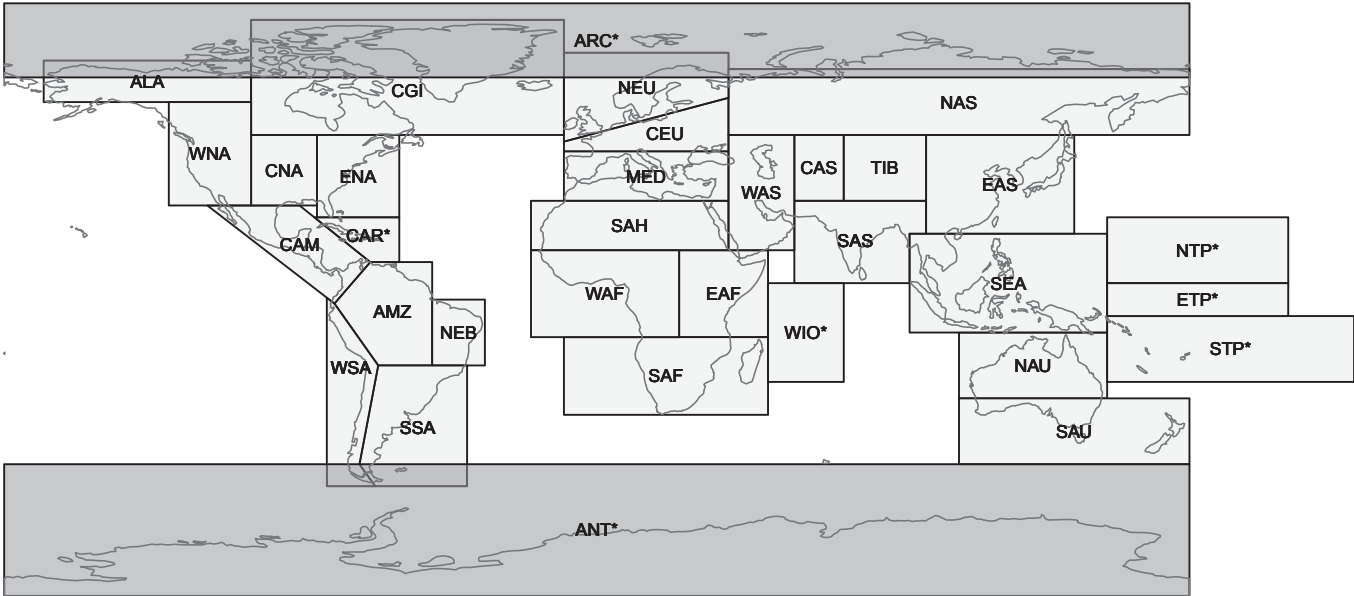 ARC*
ALA
CGI
NEU
NAS
CEU
WNA
CNA
ENA
MED
WAS
CAS
TIB
EAS
CAR*
CAM
SAH
SAS
NTP*
WAF
EAF
SEA
ETP*
AMZ
NEB
WIO*
STP*
WSA
SAF
NAU
SSA
SAU
ANT*